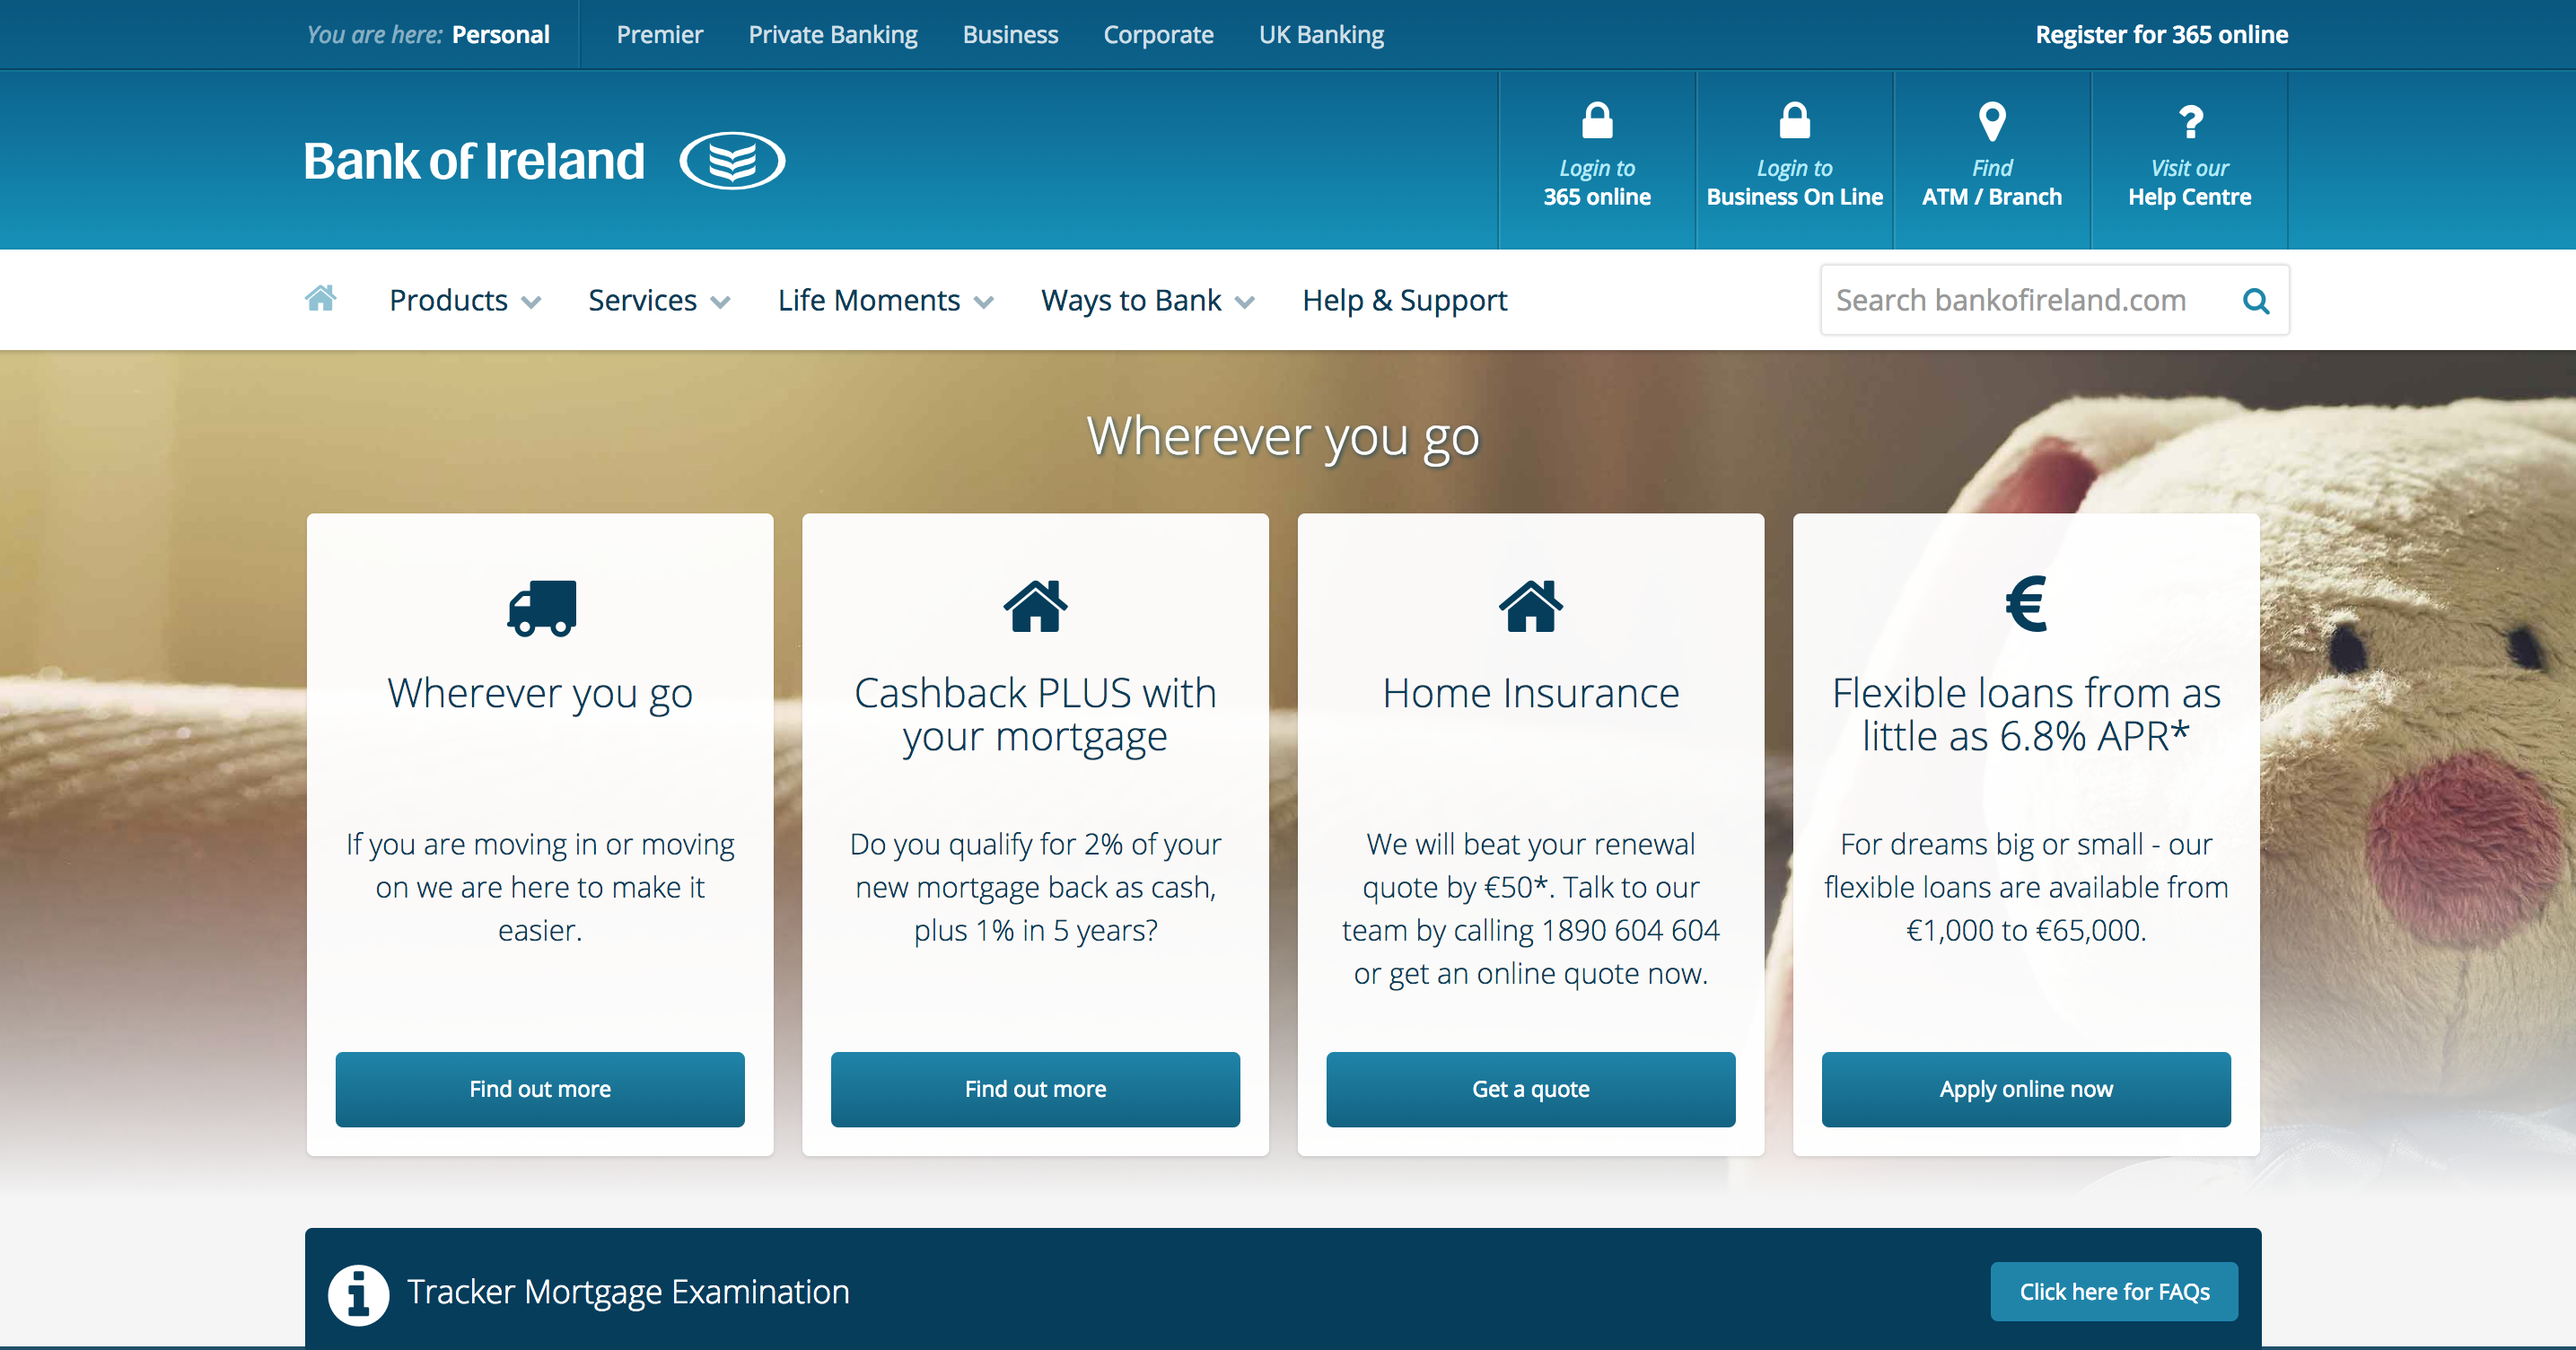 You are here: Personal Premier Private Banking Business Corporate UK Banking Register for 365 online
Bank of Ireland
Login to
365 online
Login to
Business On Line
Find
ATM / Branch
Visit our
Help Centre
Products Services Life Moments Ways to Bank Help & Support Search bankofireland.com
Wherever you go
Wherever you go
If you are moving in or moving
on we are here to make it
easier.
Find out more
Cashback PLUS with
your mortgage
Do you qualify for 2% of your
new mortgage back as cash,
plus 1% in 5 years?
Find out more
Home Insurance
We will beat your renewal
quote by €50*. Talk to our
team by calling 1890 604 604
or get an online quote now.
Get a quote
Flexible loans from as
little as 6.8% APR*
For dreams big or small - our
flexible loans are available from
€1,000 to €65,000.
Apply online now
Tracker Mortgage Examination Click here for FAQs